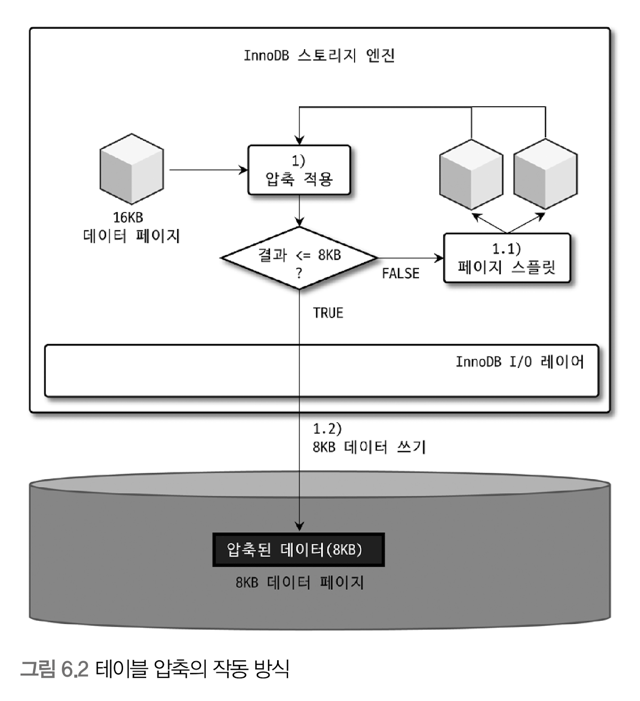 InnoDB 스토리지 엔진
1)
압축 적용
16KB
데이터 페이지
결과 <= 8KB
?
FALSE
1.1)
페이지 스플릿
TRUE
InnoDB I/O 레이어
1.2)
8KB 데이터 쓰기
압축된 데이터(8KB)
8KB 데이터 페이지
그림 6.2 테이블 압축의 작동 방식